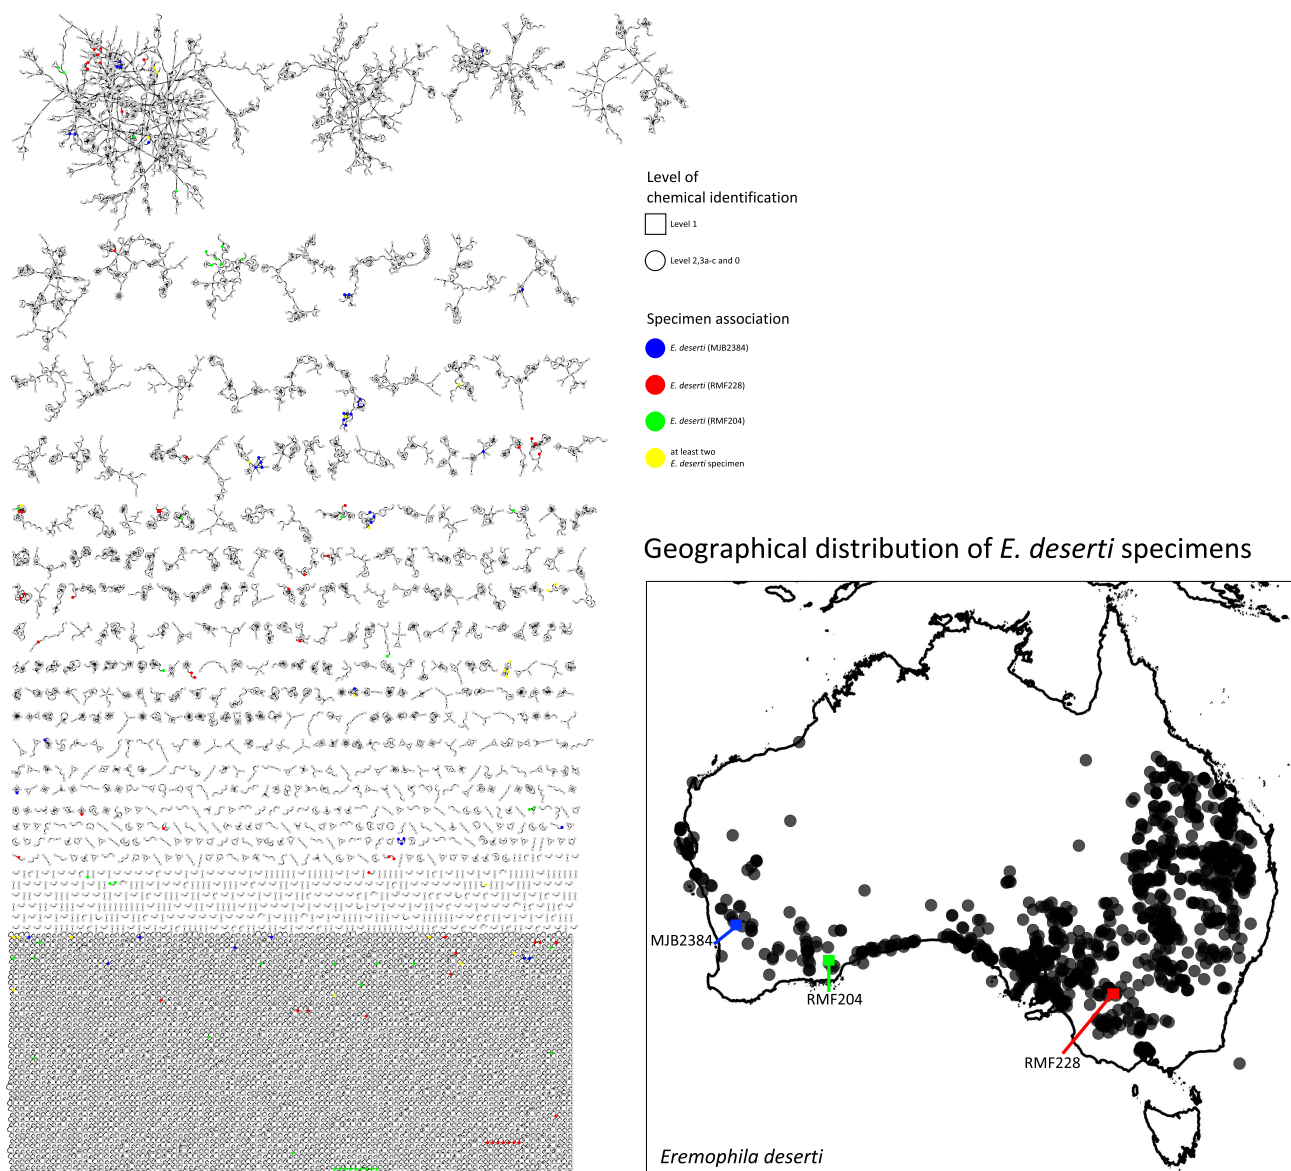 Level of
chemical identification
Level 1
Level 2,3a-c and 0
Specimen association
E. deserti (MJB2384)
E. deserti (RMF228)
E. deserti (RMF204)
at least two
E. deserti specimen
Geographical distribution of E. deserti specimens
MJB2384
RMF204
RMF228
Eremophila deserti